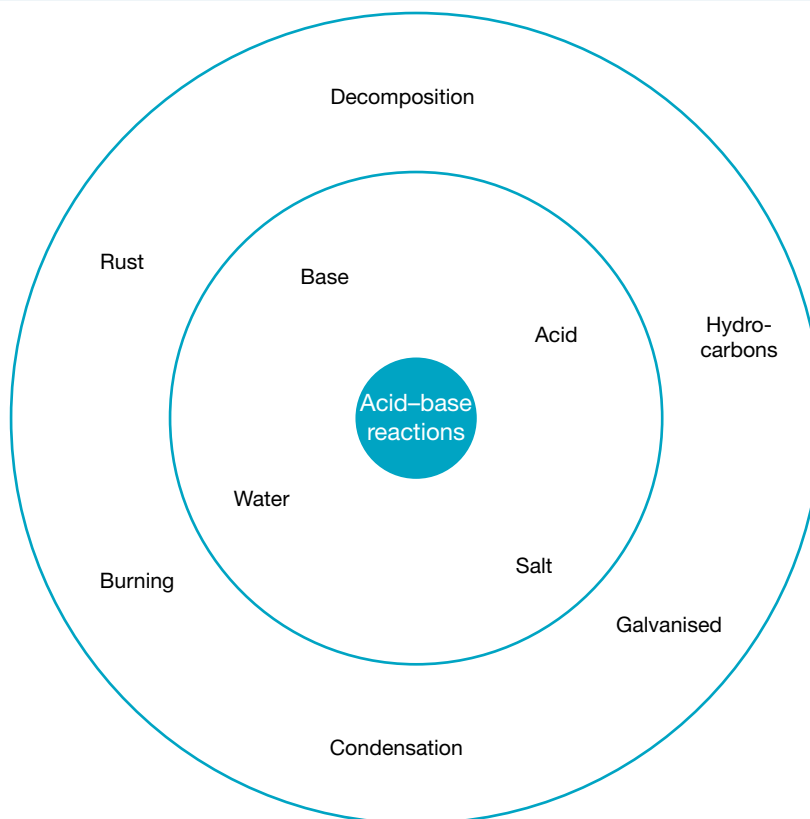 Decomposition
Rust
Base
Acid
Hydro-
carbons
Acid–base
reactions
Water
Salt
Burning
Galvanised
Condensation